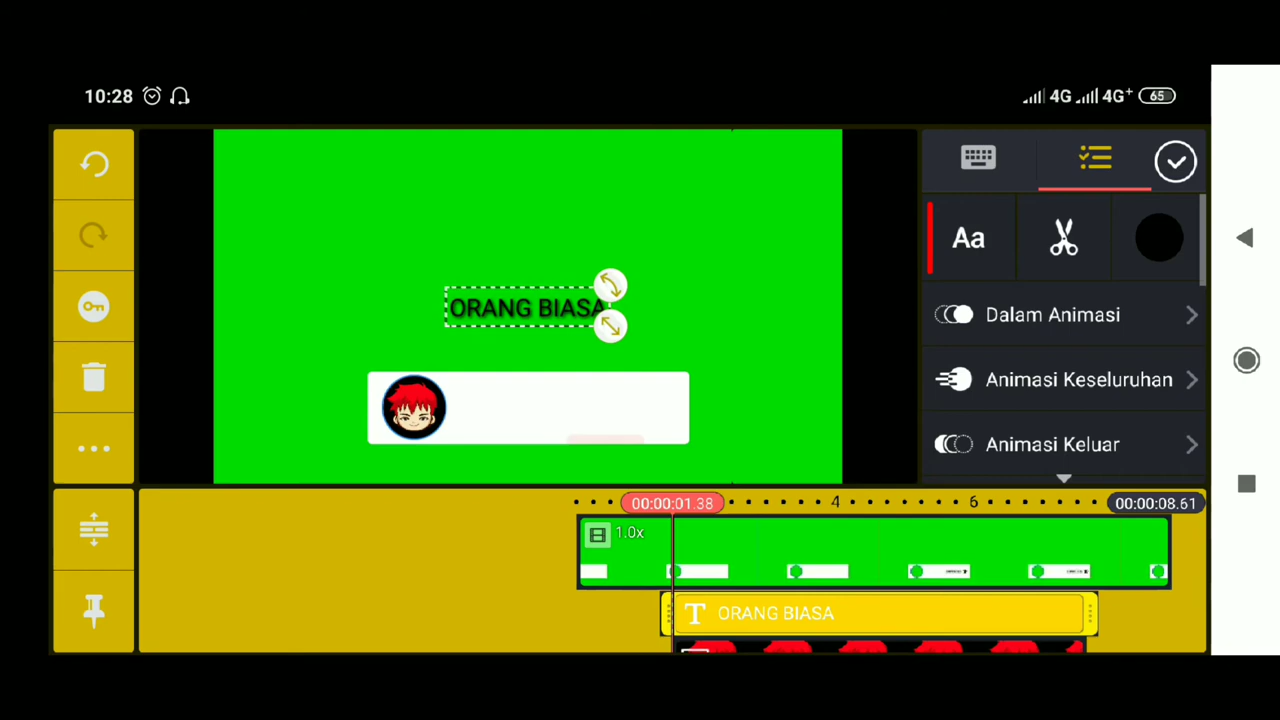 10:28
4G 4G+ 65
ORANG BIASA
Aa
Dalam Animasi
Animasi Keseluruhan
Animasi Keluar
00:00:01.38 4 6 00:00:08.61
1.0x
T ORANG BIASA